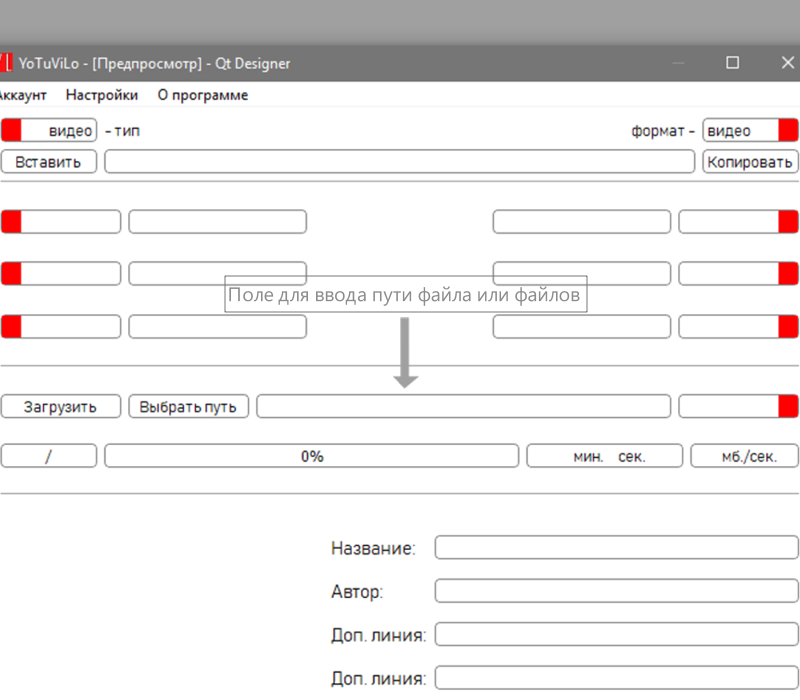 YoTuViLo - [Предпросмотр] - Qt Designer
Аккаунт Настройки О программе
видео - тип формат - видео
Вставить Копировать
Поле для ввода пути файла или файлов
Загрузить Выбрать путь
/ 0% мин. сек. мб./сек.
Название:
Автор:
Доп. линия:
Доп. линия: